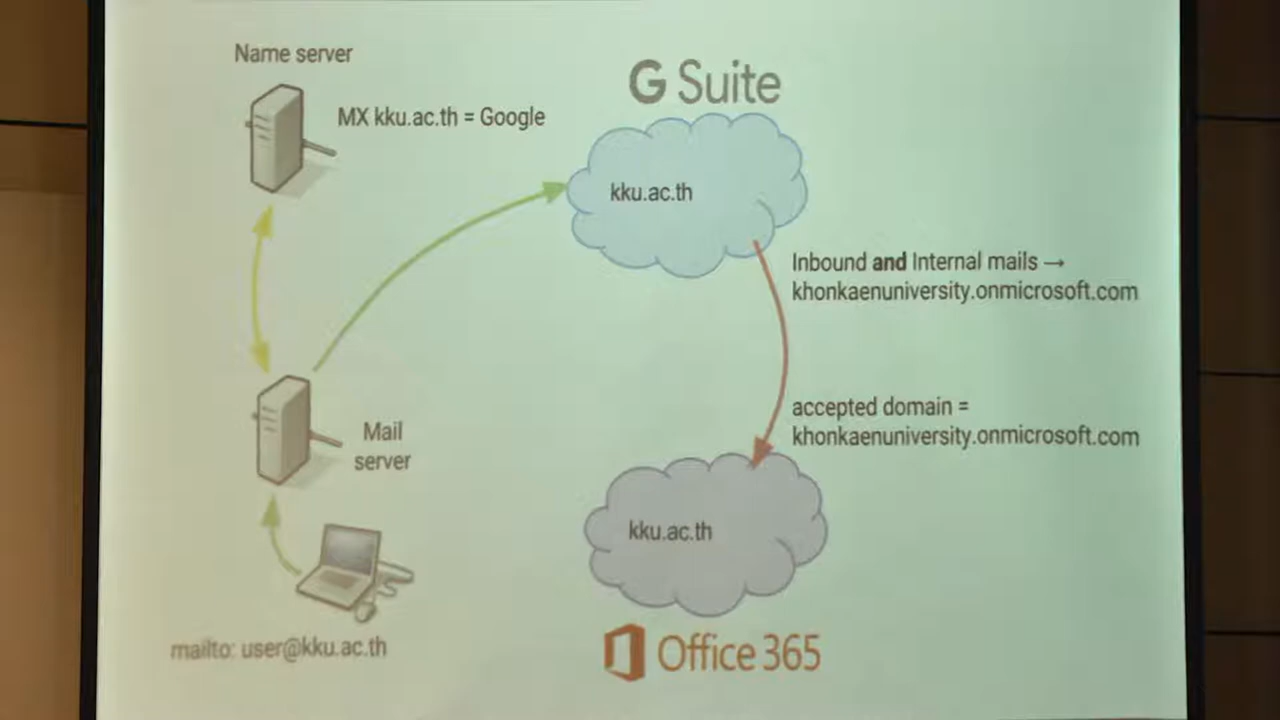 Name server
MX kku.ac.th = Google
G Suite
kku.ac.th
Inbound and Internal mails →
khonkaenuniversity.onmicrosoft.com
accepted domain =
khonkaenuniversity.onmicrosoft.com
Mail
server
kku.ac.th
mailto: user@kku.ac.th
Office 365